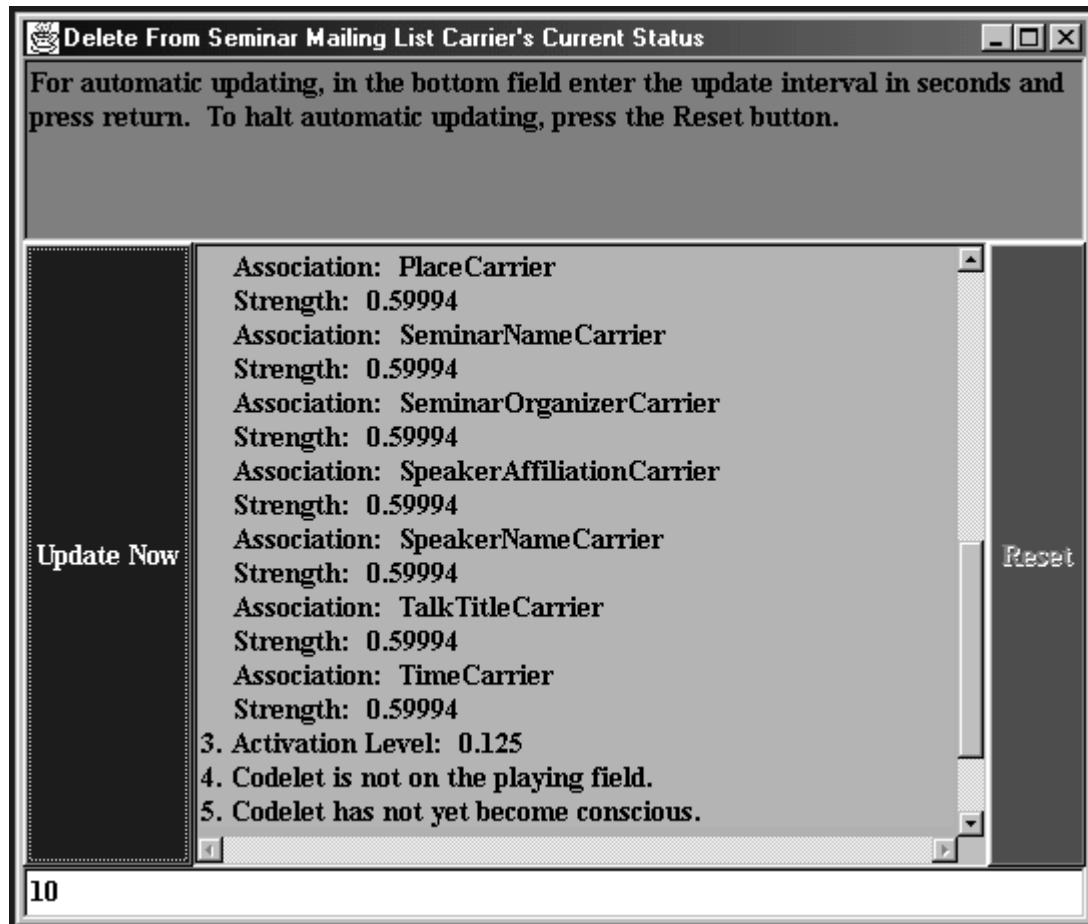 Delete From Seminar Mailing List Carrier's Current Status
For automatic updating, in the bottom field enter the update interval in seconds and
press return.  To halt automatic updating, press the Reset button.
Update Now
Association:  PlaceCarrier
Strength:  0.59994
Association:  SeminarNameCarrier
Strength:  0.59994
Association:  SeminarOrganizerCarrier
Strength:  0.59994
Association:  SpeakerAffiliationCarrier
Strength:  0.59994
Association:  SpeakerNameCarrier
Strength:  0.59994
Association:  TalkTitleCarrier
Strength:  0.59994
Association:  TimeCarrier
Strength:  0.59994
3. Activation Level:  0.125
4. Codelet is not on the playing field.
5. Codelet has not yet become conscious.
Reset
10